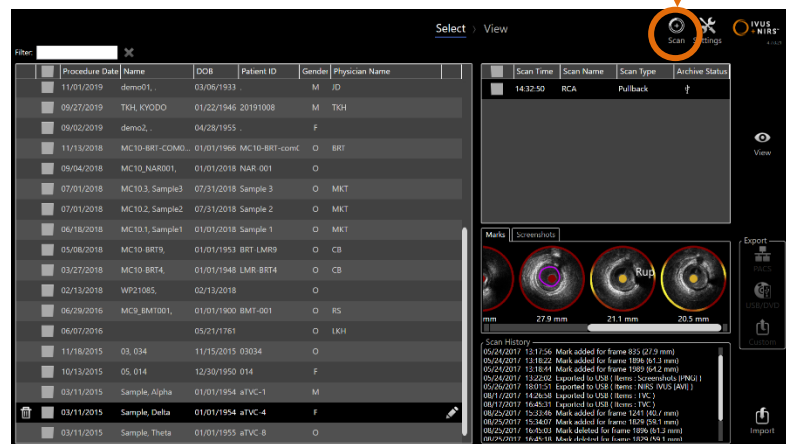 Select > View
Scan Settings
IVUS + NIRS
Filter:
Procedure Date Name DOB Patient ID Gender Physician Name
11/01/2019 demo01, . 03/06/1933 . M JD
09/27/2019 TKH, KYODO 01/22/1946 20191008 M TKH
09/02/2019 demo2, . 04/28/1955 . F
11/13/2018 MC10-BRT-COM0... 01/01/1966 MC10-BRT-com( O BRT
09/04/2018 MC10_NAR001, 01/01/2018 NAR-001 O
07/01/2018 MC10.3, Sample3 07/31/2018 Sample 3 O MKT
07/01/2018 MC10.2, Sample2 07/31/2018 Sample 2 O MKT
06/18/2018 MC10.1, Sample1 01/01/2018 Sample 1 O MKT
05/08/2018 MC10-BRT9, 01/01/1953 BRT-LMR9 O CB
03/27/2018 MC10-BRT4, 01/01/1948 LMR-BRT4 O CB
02/13/2018 WP21085, 02/13/2018 O
06/29/2016 MC9_BMT001, 01/01/1900 BMT-001 O RS
06/07/2016 05/21/1761 O LKH
11/18/2015 03, 034 11/15/2015 03034 O
10/13/2015 05, 014 12/30/1950 014 F
03/11/2015 Sample, Alpha 01/01/1954 aTVC-1 M
03/11/2015 Sample, Delta 01/01/1954 aTVC-4 F
03/11/2015 Sample, Theta 01/01/1955 aTVC-8 O
Scan Time Scan Name Scan Type Archive Status
14:32:50 RCA Pullback
View
Marks Screenshots
Rup
mm 27.9 mm 21.1 mm 20.5 mm
Export
PACS
USB/DVD
Custom
Import
Scan History
05/24/2017 13:17:56 Mark added for frame 835 (27.9 mm)
05/24/2017 13:18:22 Mark added for frame 1896 (61.3 mm)
05/24/2017 13:18:44 Mark added for frame 1989 (64.2 mm)
05/24/2017 13:22:02 Exported to USB ( Items : Screenshots (PNG) )
05/26/2017 18:01:51 Exported to USB ( Items : NIRS IVUS (AVI) )
08/17/2017 14:26:58 Exported to USB ( Items : TVC )
08/17/2017 16:45:31 Exported to USB ( Items : TVC )
08/25/2017 15:33:46 Mark added for frame 1241 (40.7 mm)
08/25/2017 15:34:07 Mark added for frame 1829 (59.1 mm)
08/25/2017 16:45:03 Mark deleted for frame 1896 (61.3 mm)
08/25/2017 16:45:18 Mark deleted for frame 1829 (59.1 mm)